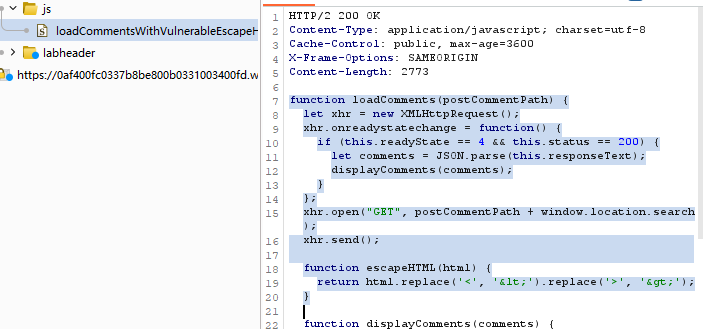 js
loadCommentsWithVulnerableEscapeH
labheader
https://0af400fc0337b8be800b0331003400fd.w
1 HTTP/2 200 OK
2 Content-Type: application/javascript; charset=utf-8
3 Cache-Control: public, max-age=3600
4 X-Frame-Options: SAMEORIGIN
5 Content-Length: 2773
6
7 function loadComments(postCommentPath) {
8 let xhr = new XMLHttpRequest();
9 xhr.onreadystatechange = function() {
10 if (this.readyState == 4 && this.status == 200) {
11 let comments = JSON.parse(this.responseText);
12 displayComments(comments);
13 }
14 };
15 xhr.open("GET", postCommentPath + window.location.search
);
16 xhr.send();
17
18 function escapeHTML(html) {
19 return html.replace('<', '&lt;').replace('>', '&gt;');
20 }
21
22 function displayComments(comments) {